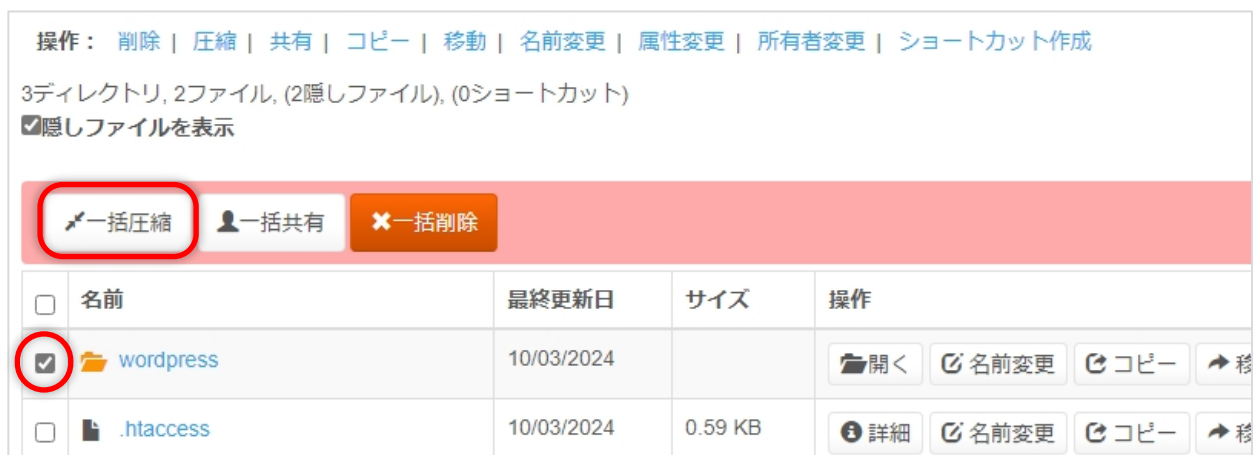 操作： 削除 | 圧縮 | 共有 | コピー | 移動 | 名前変更 | 属性変更 | 所有者変更 | ショートカット作成
3ディレクトリ, 2ファイル, (2隠しファイル), (0ショートカット)
隠しファイルを表示
一括圧縮 一括共有 一括削除
名前 最終更新日 サイズ 操作
wordpress 10/03/2024 開く 名前変更 コピー 移
.htaccess 10/03/2024 0.59 KB 詳細 名前変更 コピー 移